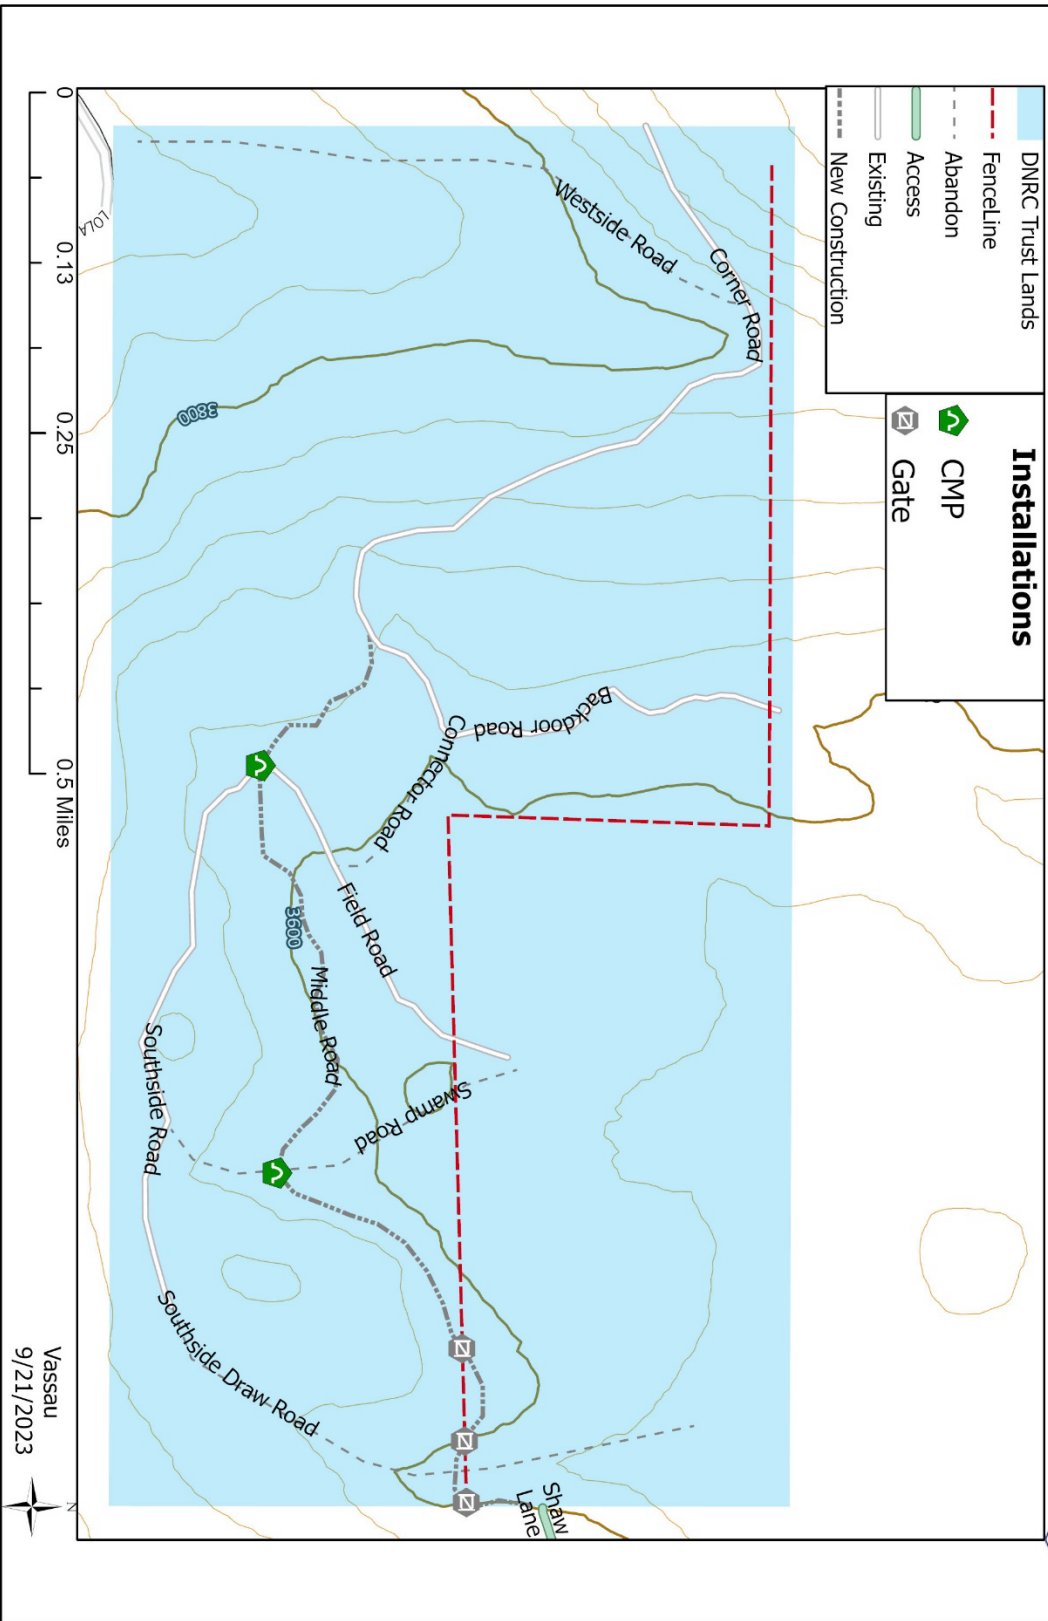 DNRC Trust Lands
FenceLine
Abandon
Access
Existing
New Construction
Installations
CMP
Gate
Westside Road
Corner Road
3800
Backdoor Road
Connector Road
Field Road
3600
Middle Road
Swamp Road
Southside Road
Southside Draw Road
Shaw
Lane
LOLA
0 0.13 0.25 0.5 Miles
Vassau
9/21/2023
N